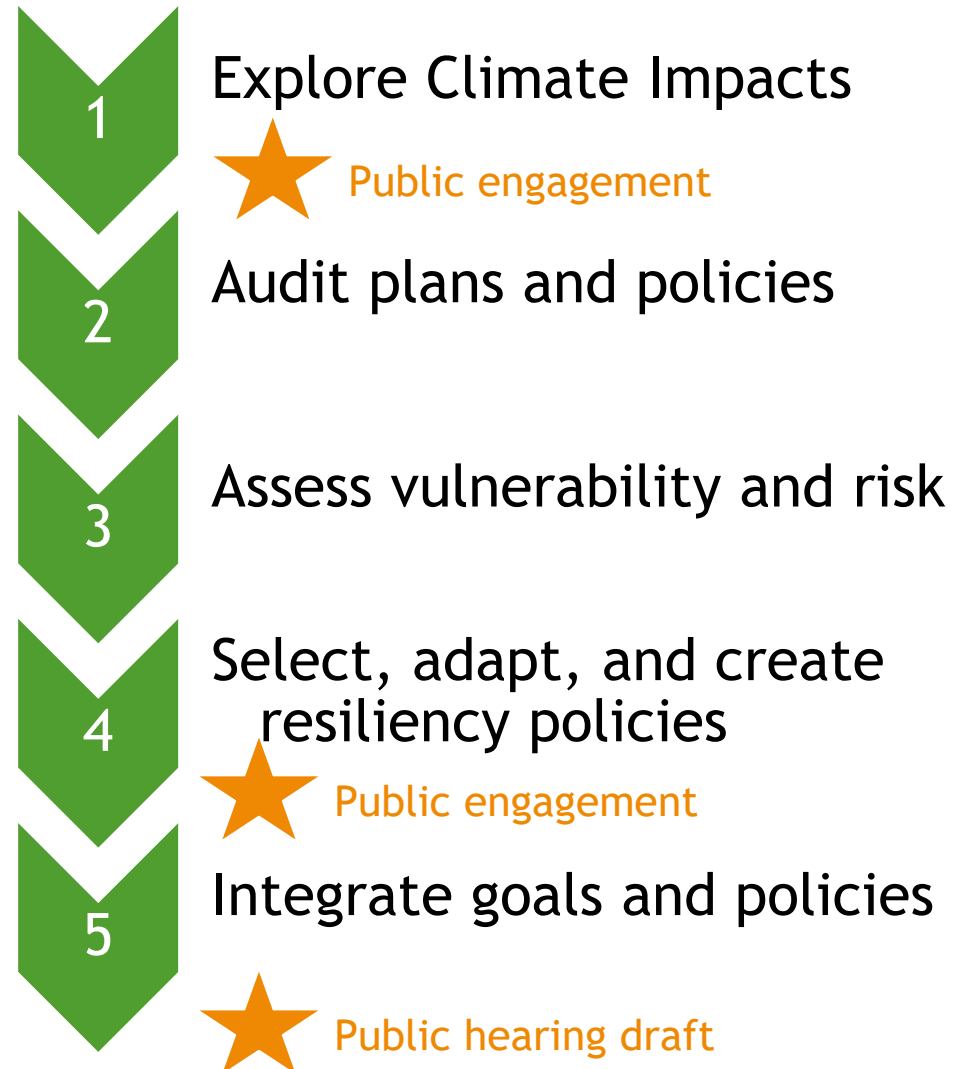 1
Explore Climate Impacts
Public engagement
2
Audit plans and policies
3
Assess vulnerability and risk
4
Select, adapt, and create
resiliency policies
Public engagement
5
Integrate goals and policies
Public hearing draft